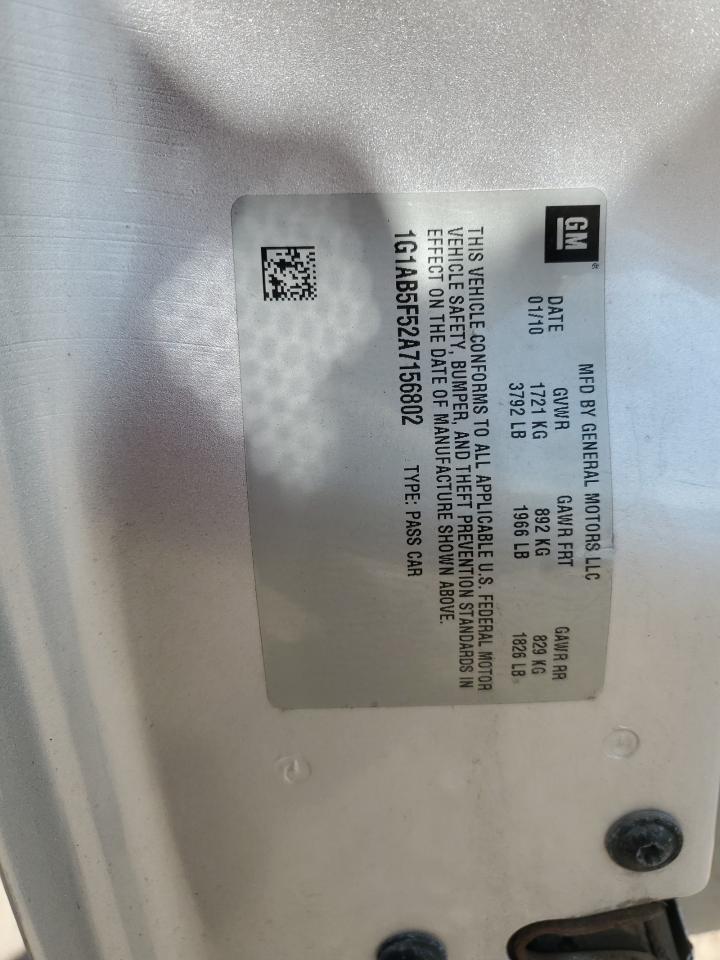 GM
MFD BY GENERAL MOTORS LLC
DATE GVWR GAWR FRT GAWR RR
01/10 1721 KG 892 KG 829 KG
3792 LB 1966 LB 1826 LB
THIS VEHICLE CONFORMS TO ALL APPLICABLE U.S. FEDERAL MOTOR
VEHICLE SAFETY, BUMPER, AND THEFT PREVENTION STANDARDS IN
EFFECT ON THE DATE OF MANUFACTURE SHOWN ABOVE.
1G1AB5F52A7156802 TYPE: PASS CAR